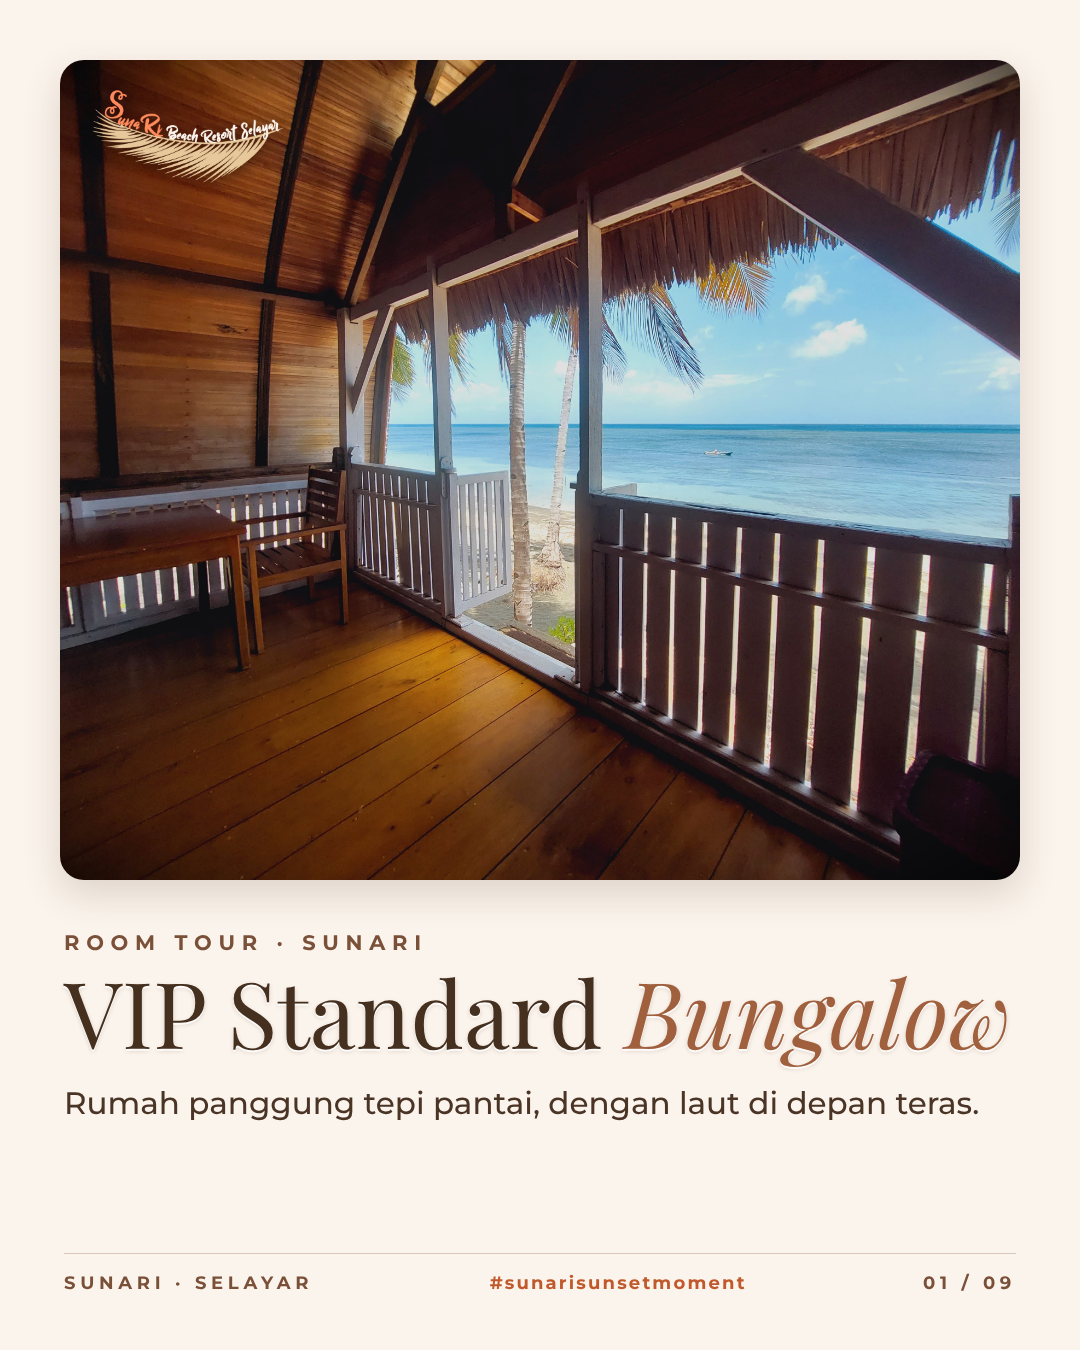 SunaRi Beach Resort Selayar
ROOM TOUR · SUNARI
VIP Standard Bungalow
Rumah panggung tepi pantai, dengan laut di depan teras.
SUNARI · SELAYAR
#sunarisunsetmoment
01 / 09